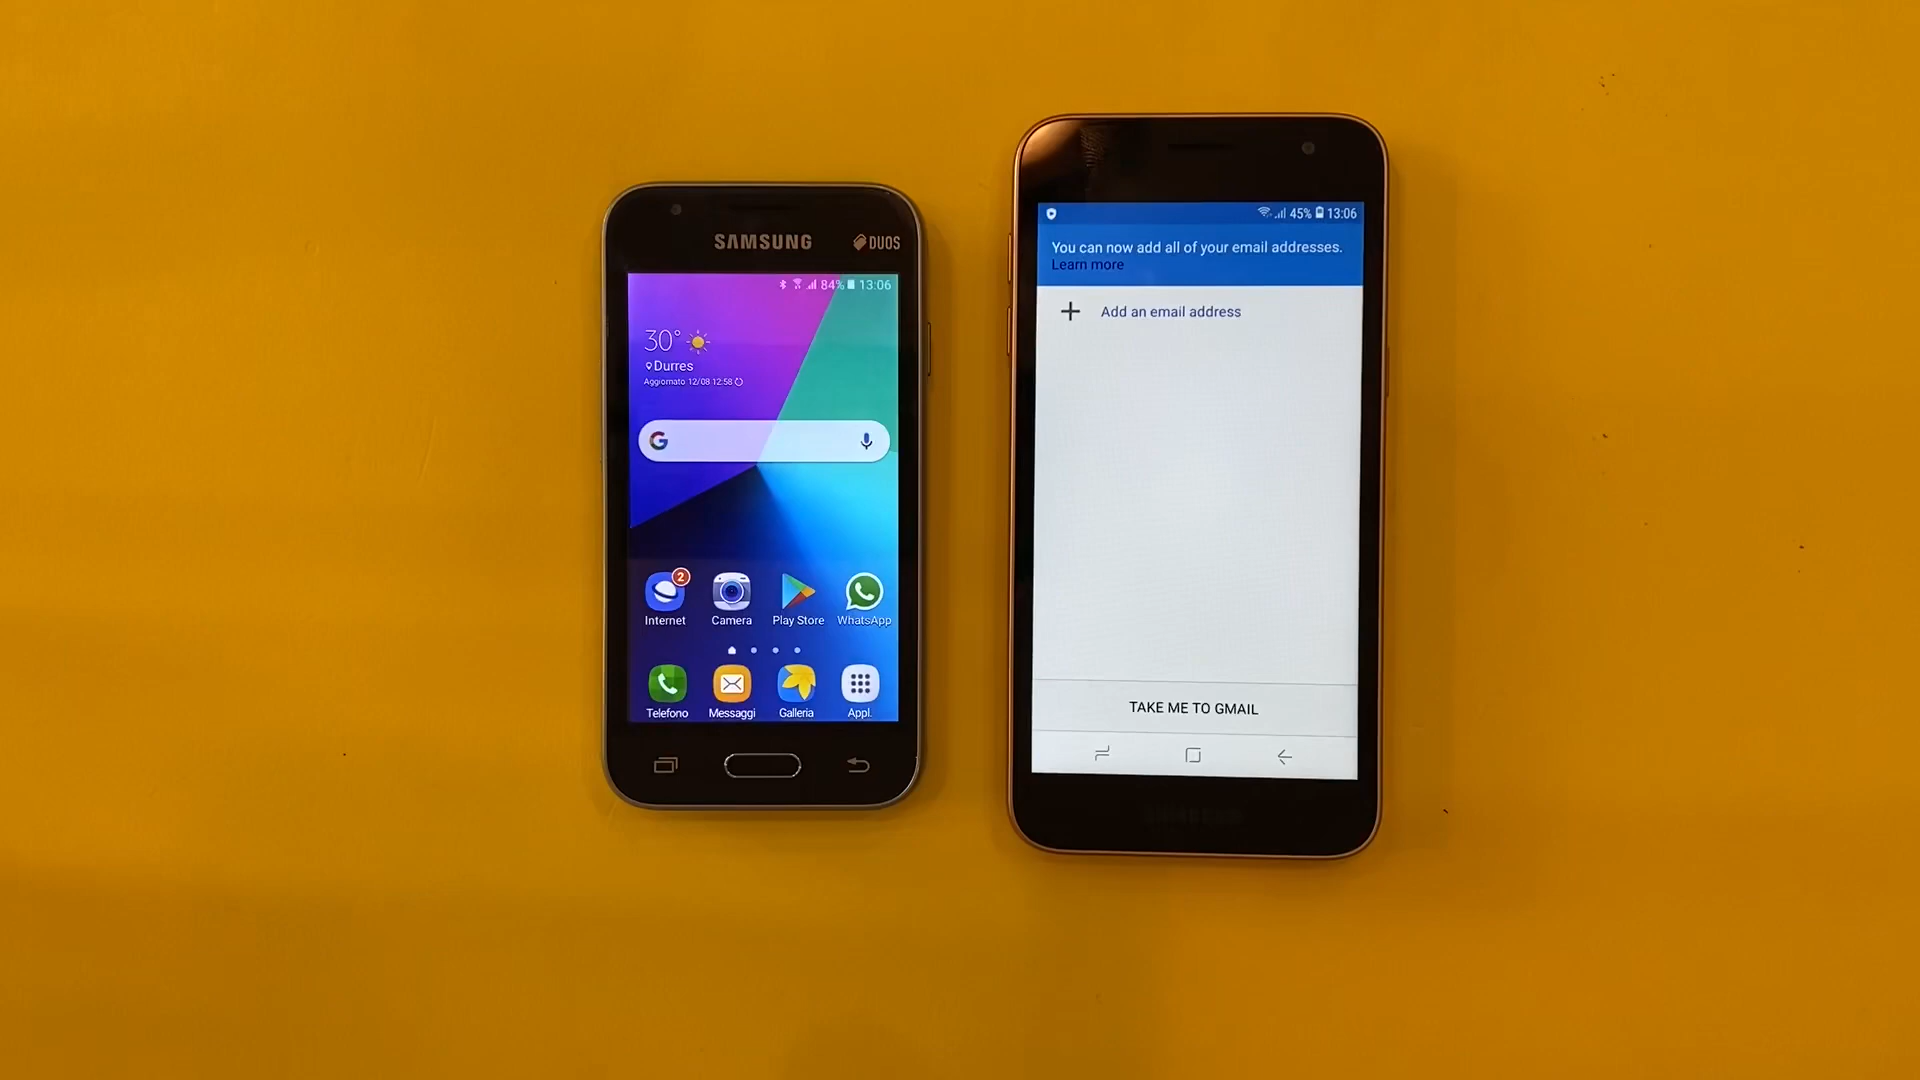 SAMSUNG
DUOS
84% 13:06
30°
Durres
Aggiornato 12/08 12:58
G
Internet
2
Camera
Play Store
WhatsApp
Telefono
Messaggi
Galleria
Appl.
45% 13:06
You can now add all of your email addresses.
Learn more
Add an email address
TAKE ME TO GMAIL
SAMSUNG